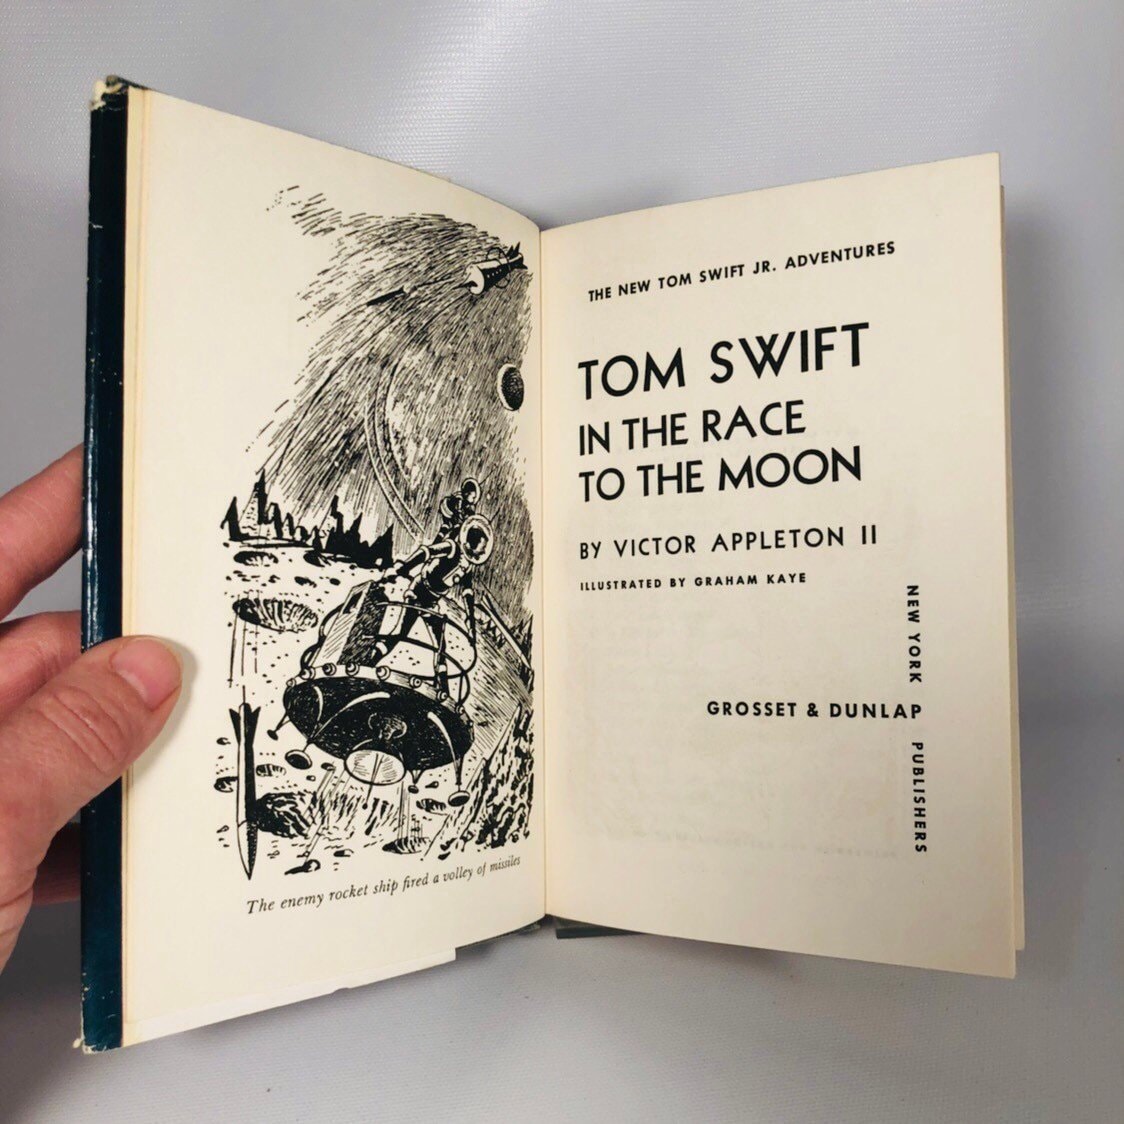 The enemy rocket ship fired a volley of missiles
THE NEW TOM SWIFT JR. ADVENTURES
TOM SWIFT
IN THE RACE
TO THE MOON
BY VICTOR APPLETON II
ILLUSTRATED BY GRAHAM KAYE
NEW YORK
GROSSET & DUNLAP
PUBLISHERS